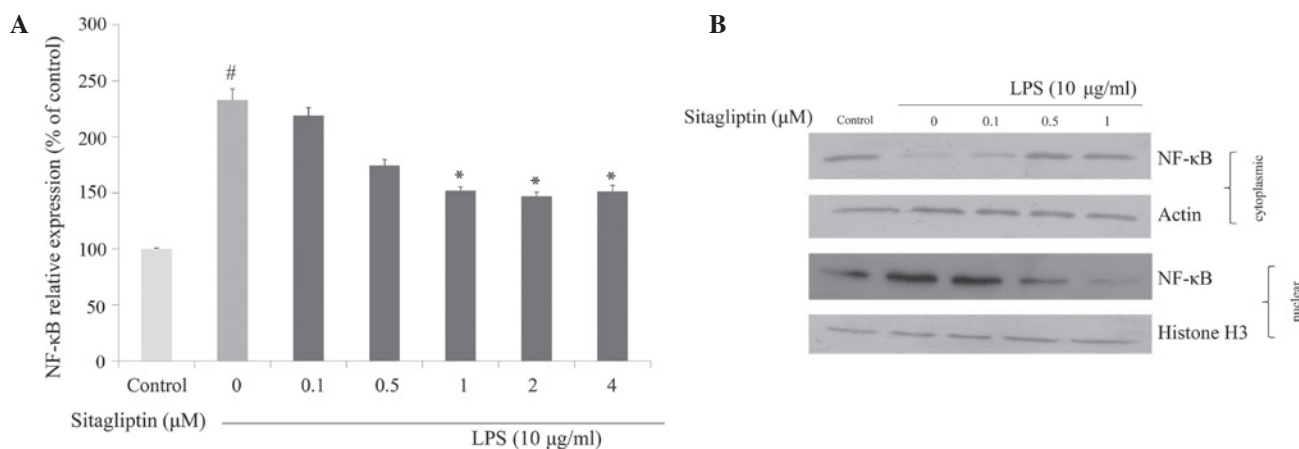 A
NF-κB relative expression (% of control)
300
250
200
150
100
50
0
#
*
*
*
Control 0 0.1 0.5 1 2 4
Sitagliptin (μM)
LPS (10 μg/ml)
B
LPS (10 μg/ml)
Sitagliptin (μM) Control 0 0.1 0.5 1
NF-κB
Actin
cytoplasmic
NF-κB
Histone H3
nuclear